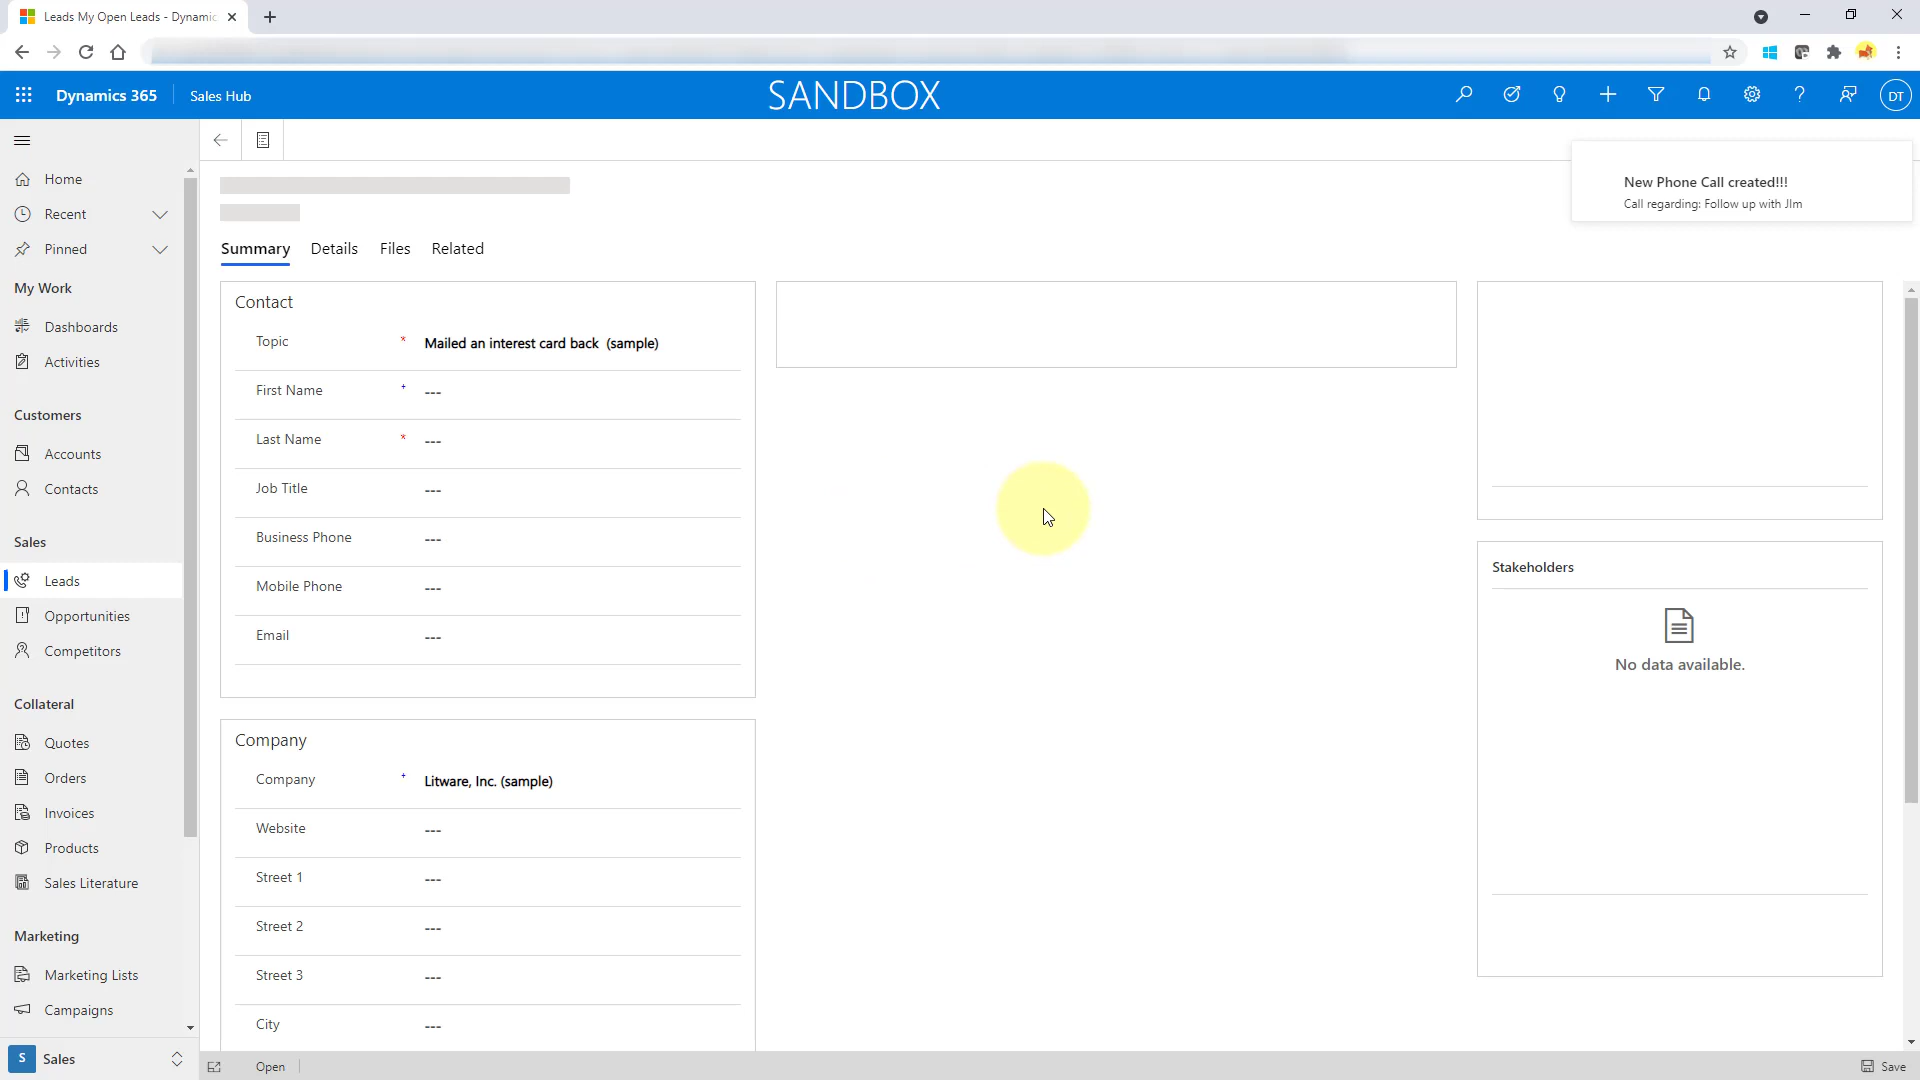 Leads My Open Leads - Dynamic
Dynamics 365
Sales Hub
SANDBOX
DT
New Phone Call created!!!
Call regarding: Follow up with JIm
Home
Recent
Pinned
My Work
Dashboards
Activities
Customers
Accounts
Contacts
Sales
Leads
Opportunities
Competitors
Collateral
Quotes
Orders
Invoices
Products
Sales Literature
Marketing
Marketing Lists
Campaigns
S Sales
Summary Details Files Related
Contact
Topic * Mailed an interest card back (sample)
First Name + ---
Last Name * ---
Job Title ---
Business Phone ---
Mobile Phone ---
Email ---
Company
Company + Litware, Inc. (sample)
Website ---
Street 1 ---
Street 2 ---
Street 3 ---
City ---
Stakeholders
No data available.
Open
Save